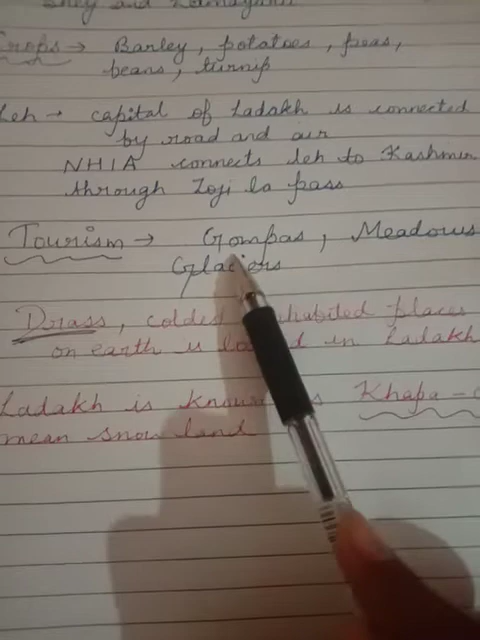 Crops → Barley, potatoes, peas,
beans, turnip
Leh → capital of Ladakh is connected
by road and air
NHIA connects leh to Kashmir
through Zoji la pass
Tourism → Gompas, Meadows
Glaciers
Drass, coldest inhabited places
on earth is located in Ladakh
Ladakh is known as Khapa-
mean snow land